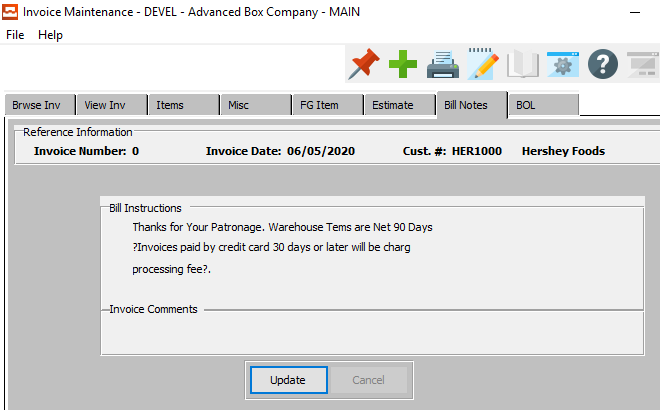 Invoice Maintenance - DEVEL - Advanced Box Company - MAIN
File Help
Brwse Inv View Inv Items Misc FG Item Estimate Bill Notes BOL
Reference Information
Invoice Number: 0 Invoice Date: 06/05/2020 Cust. #: HER1000 Hershey Foods
Bill Instructions
Thanks for Your Patronage. Warehouse Tems are Net 90 Days
?Invoices paid by credit card 30 days or later will be charg
processing fee?.
Invoice Comments
Update Cancel